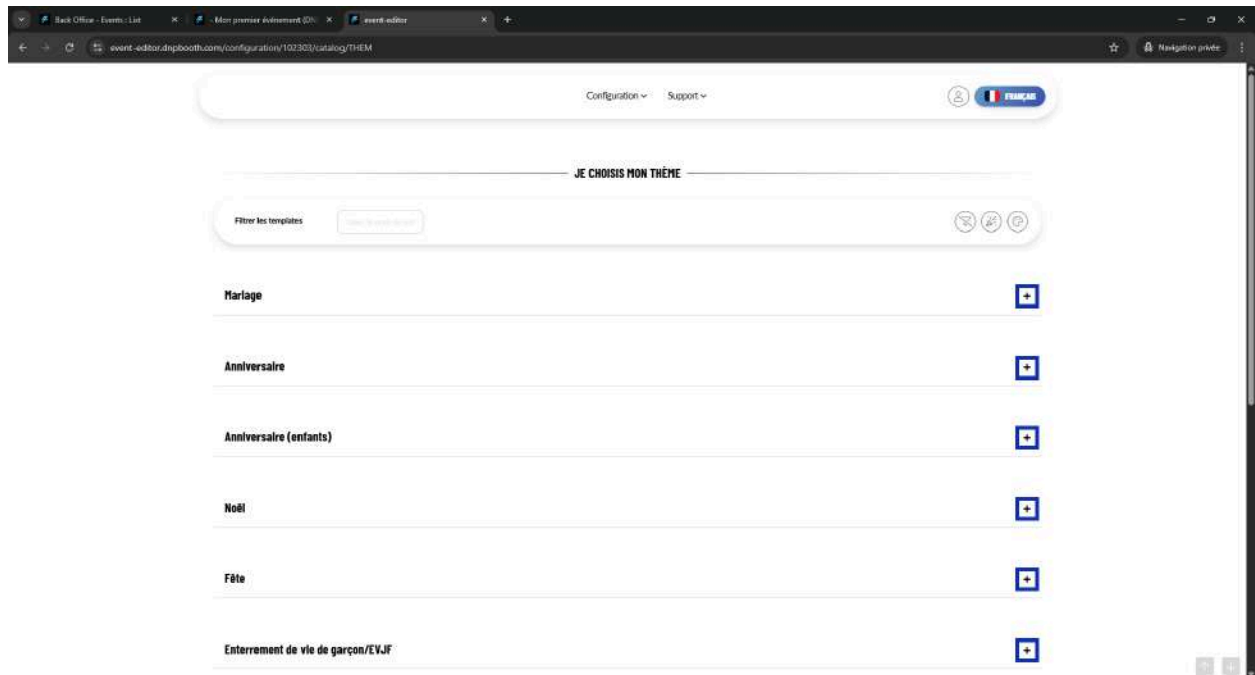 Back Office - Events : List
- Mon premier événement (DN
event-editor
event-editor.dnpbooth.com/configuration/102303/catalog/THEM
Navigation privée
Configuration
Support
FRANÇAIS
JE CHOISIS MON THÈME
Filtrer les templates
Mariage
Anniversaire
Anniversaire (enfants)
Noël
Fête
Enterrement de vie de garçon/EVJF